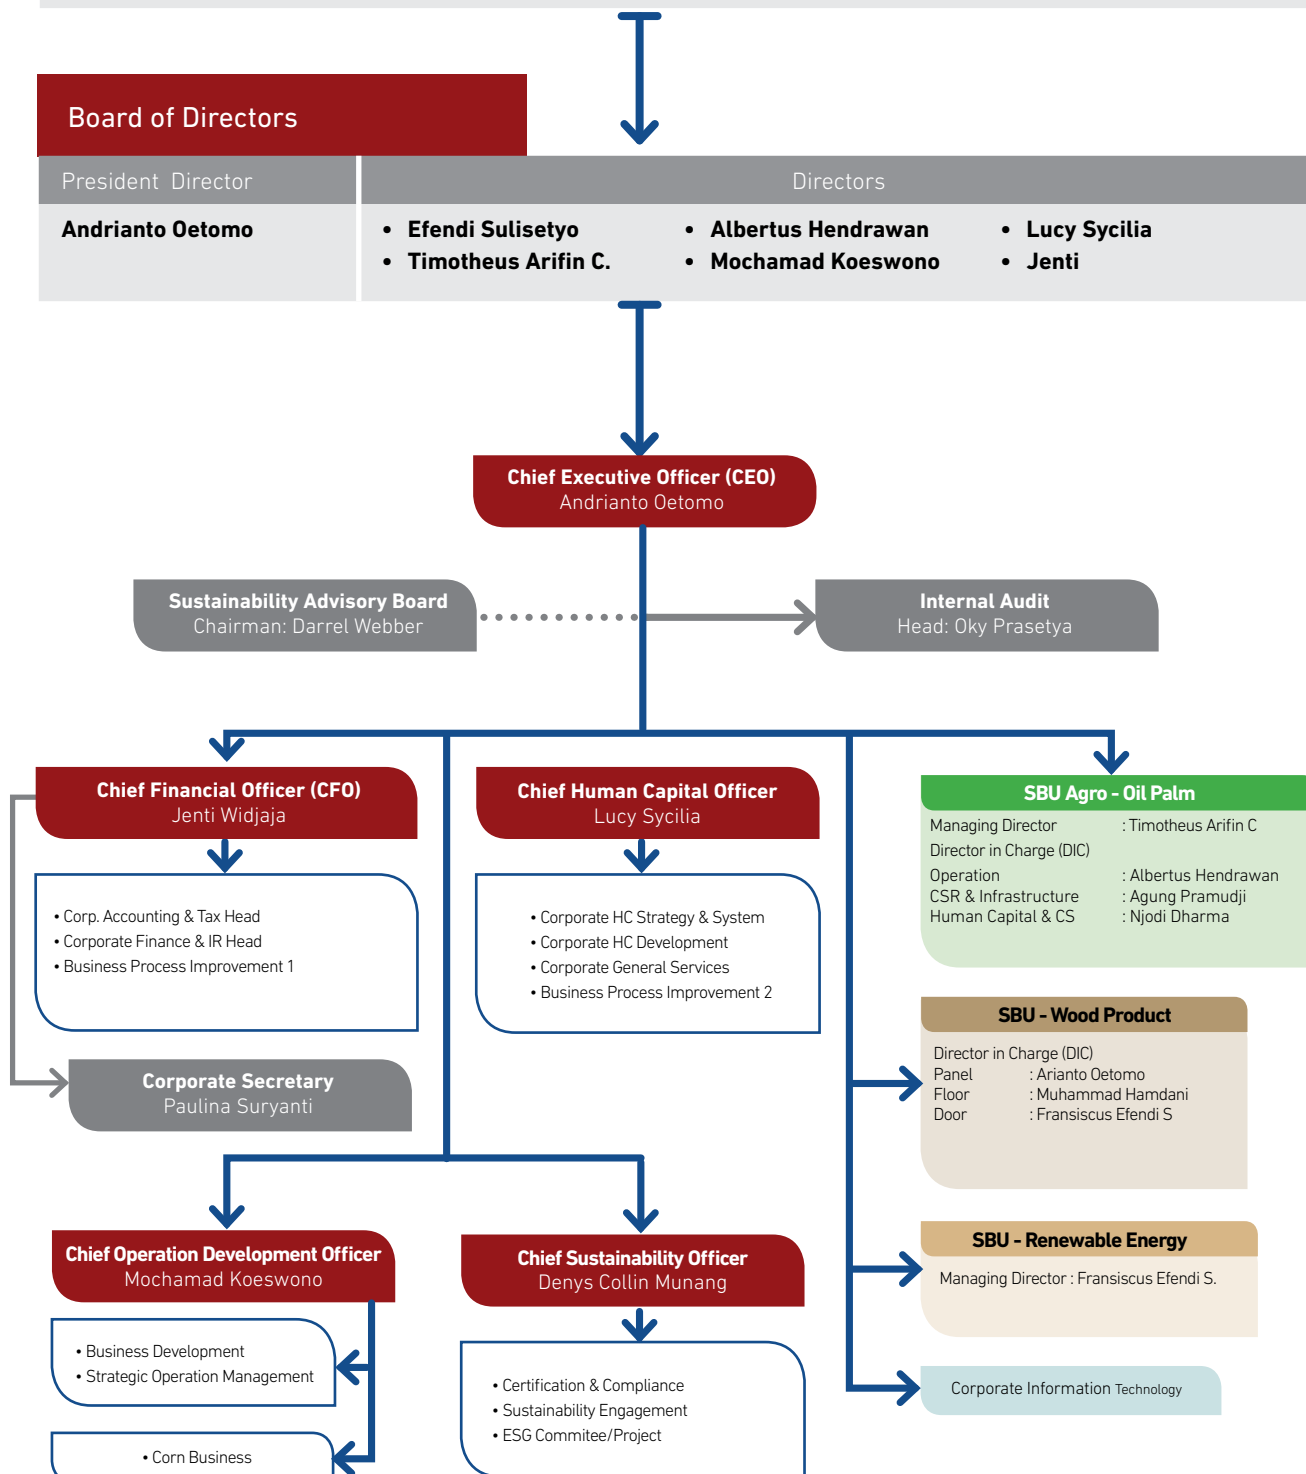 Board of Directors
President Director
Directors
Andrianto Oetomo
• Efendi Sulisetyo
• Albertus Hendrawan
• Lucy Sycilia
• Timotheus Arifin C.
• Mochamad Koeswono
• Jenti
Chief Executive Officer (CEO)
Andrianto Oetomo
Sustainability Advisory Board
Chairman: Darrel Webber
Internal Audit
Head: Oky Prasetya
Chief Financial Officer (CFO)
Jenti Widjaja
• Corp. Accounting & Tax Head
• Corporate Finance & IR Head
• Business Process Improvement 1
Corporate Secretary
Paulina Suryanti
Chief Human Capital Officer
Lucy Sycilia
• Corporate HC Strategy & System
• Corporate HC Development
• Corporate General Services
• Business Process Improvement 2
SBU Agro - Oil Palm
Managing Director : Timotheus Arifin C
Director in Charge (DIC)
Operation : Albertus Hendrawan
CSR & Infrastructure : Agung Pramudji
Human Capital & CS : Njodi Dharma
SBU - Wood Product
Director in Charge (DIC)
Panel : Arianto Oetomo
Floor : Muhammad Hamdani
Door : Fransiscus Efendi S
SBU - Renewable Energy
Managing Director : Fransiscus Efendi S.
Corporate Information Technology
Chief Operation Development Officer
Mochamad Koeswono
• Business Development
• Strategic Operation Management
• Corn Business
Chief Sustainability Officer
Denys Collin Munang
• Certification & Compliance
• Sustainability Engagement
• ESG Commitee/Project